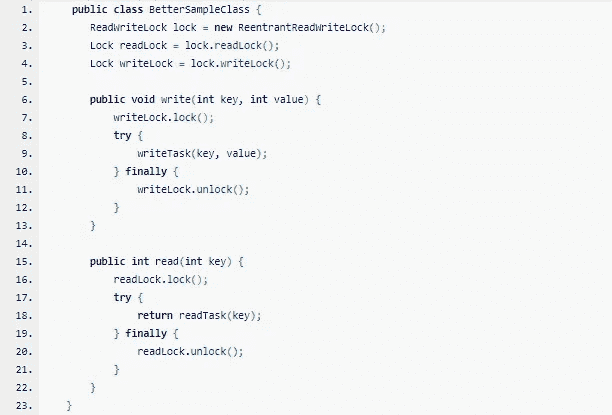 1. public class BetterSampleClass {
2. ReadWriteLock lock = new ReentrantReadWriteLock();
3. Lock readLock = lock.readLock();
4. Lock writeLock = lock.writeLock();
5.
6. public void write(int key, int value) {
7. writeLock.lock();
8. try {
9. writeTask(key, value);
10. } finally {
11. writeLock.unlock();
12. }
13. }
14.
15. public int read(int key) {
16. readLock.lock();
17. try {
18. return readTask(key);
19. } finally {
20. readLock.unlock();
21. }
22. }
23. }